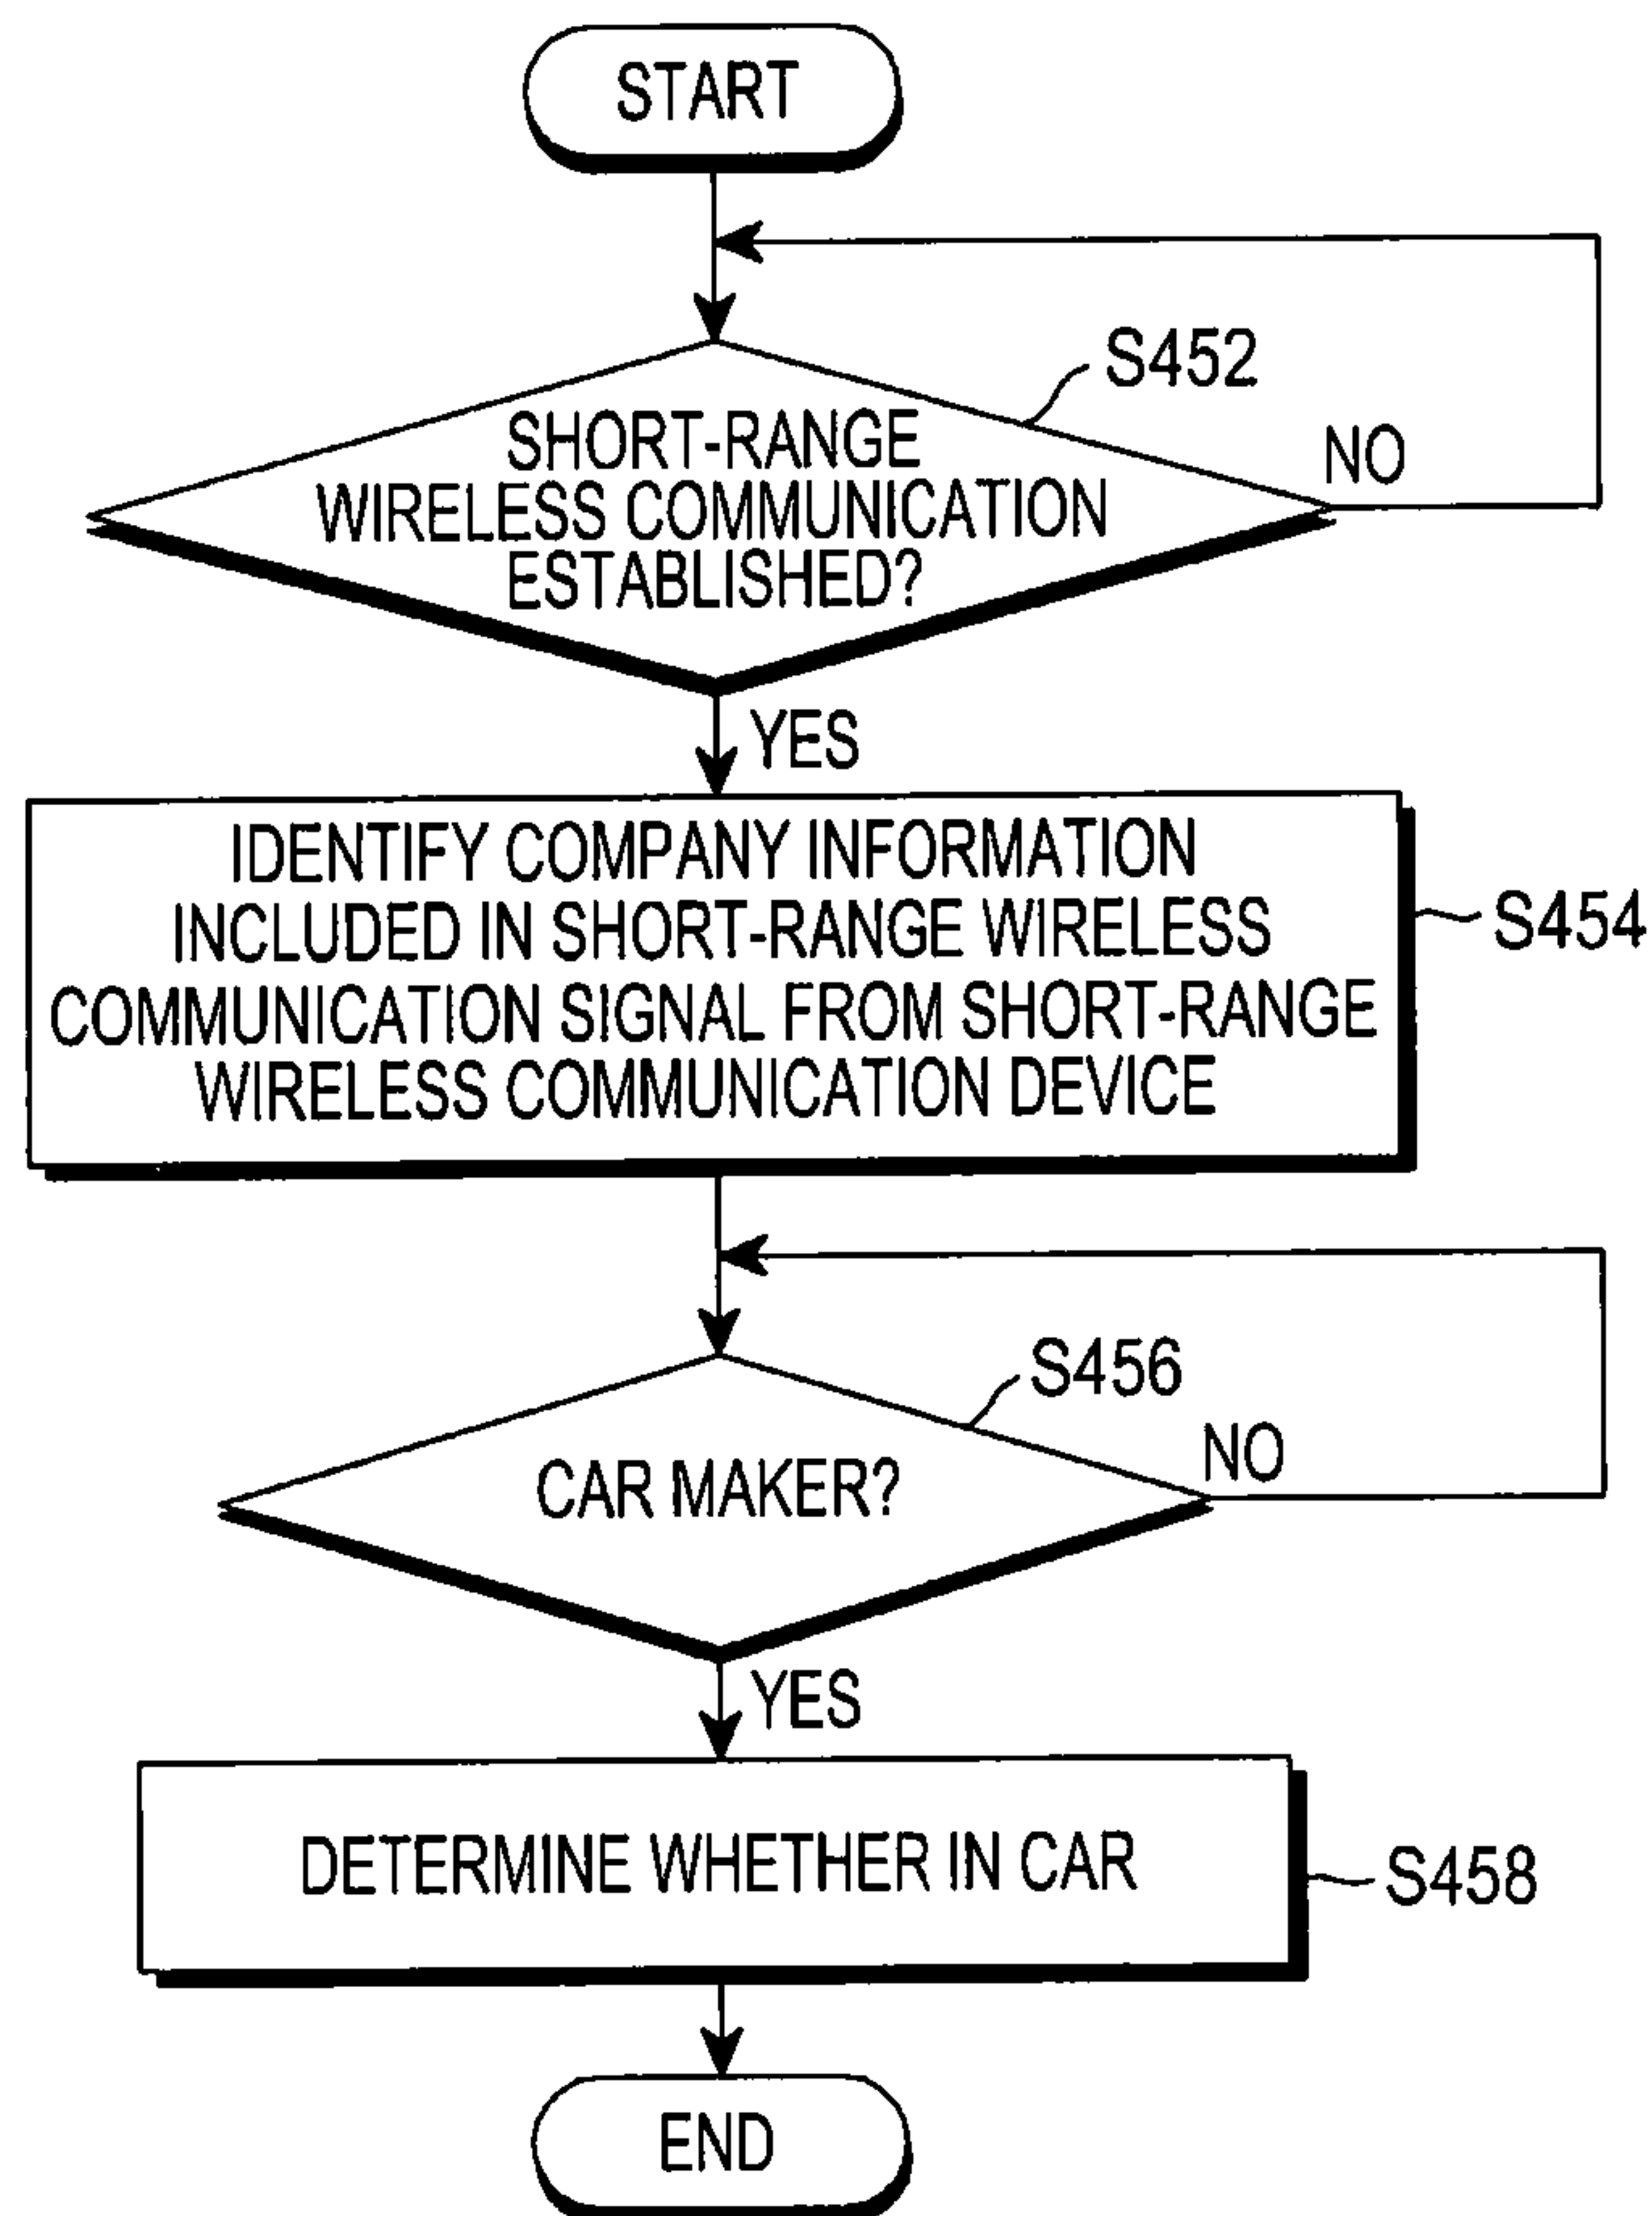 START
S452
SHORT-RANGE
WIRELESS COMMUNICATION
ESTABLISHED?
NO
YES
IDENTIFY COMPANY INFORMATION
INCLUDED IN SHORT-RANGE WIRELESS
COMMUNICATION SIGNAL FROM SHORT-RANGE
WIRELESS COMMUNICATION DEVICE
S454
S456
CAR MAKER?
NO
YES
DETERMINE WHETHER IN CAR
S458
END